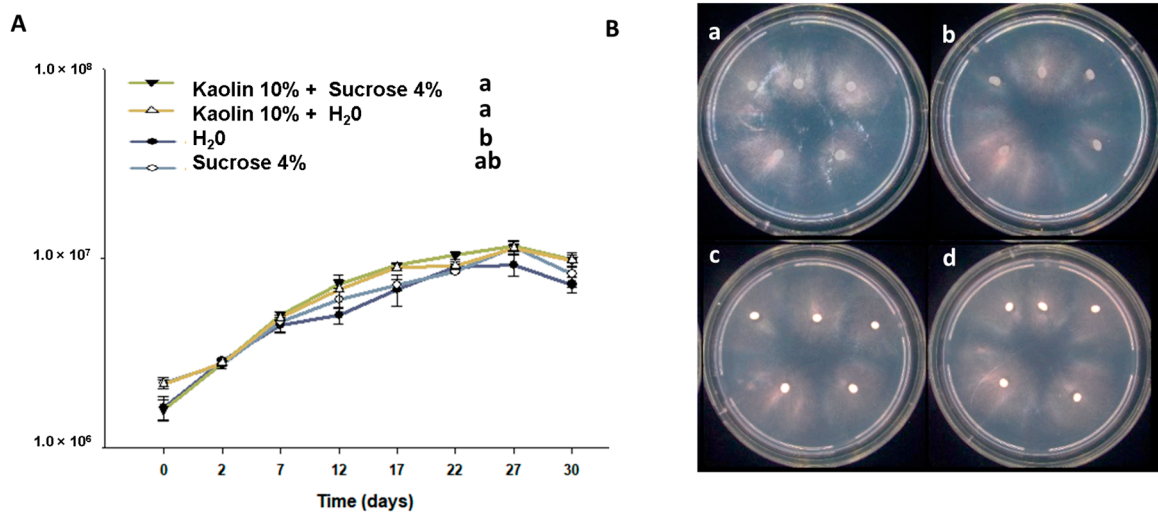 A
B
1.0 × 10⁸
1.0 × 10⁷
1.0 × 10⁶
Kaolin 10% + Sucrose 4% a
Kaolin 10% + H₂0 a
H₂0 b
Sucrose 4% ab
0 2 7 12 17 22 27 30
Time (days)
a
b
c
d